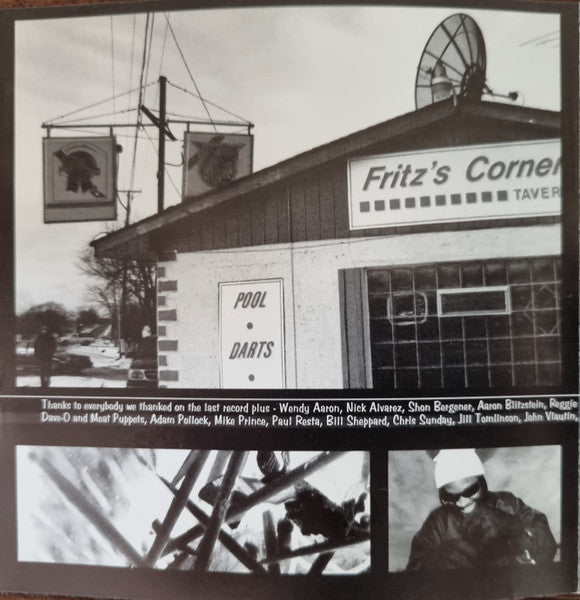 Fritz's Corner
TAVER
POOL
•
DARTS
•
Thanks to everybody we thanked on the last record plus - Wendy Aaron, Nick Alvarez, Shon Bergener, Aaron Blitzstein, Reggie
Dave-O and Meat Puppets, Adam Pollock, Mike Prince, Paul Resta, Bill Sheppard, Chris Sunday, Jill Tomlinson, John Vlautin,